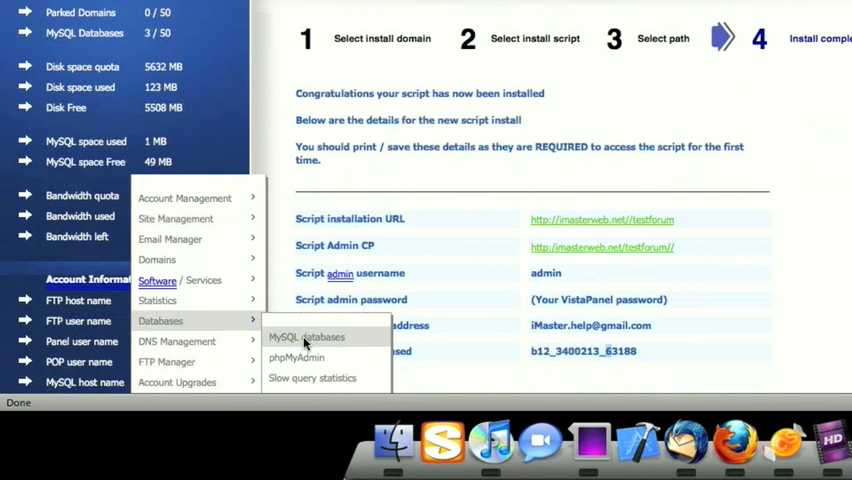 Parked Domains 0 / 50
MySQL Databases 3 / 50
Disk space quota 5632 MB
Disk space used 123 MB
Disk Free 5508 MB
MySQL space used 1 MB
MySQL space Free 49 MB
Bandwidth quota
Bandwidth used
Bandwidth left
Account Informat
FTP host name
FTP user name
Panel user name
POP user name
MySQL host name
Account Management
Site Management
Email Manager
Domains
Software / Services
Statistics
Databases
DNS Management
FTP Manager
Account Upgrades
MySQL databases
phpMyAdmin
Slow query statistics
1 Select install domain 2 Select install script 3 Select path 4 Install comple
Congratulations your script has now been installed
Below are the details for the new script install
You should print / save these details as they are REQUIRED to access the script for the first
time.
Script installation URL http://imasterweb.net//testforum
Script Admin CP http://imasterweb.net/testforum//
Script admin username admin
Script admin password (Your VistaPanel password)
address iMaster.help@gmail.com
sed b12_3400213_63188
Done
HD